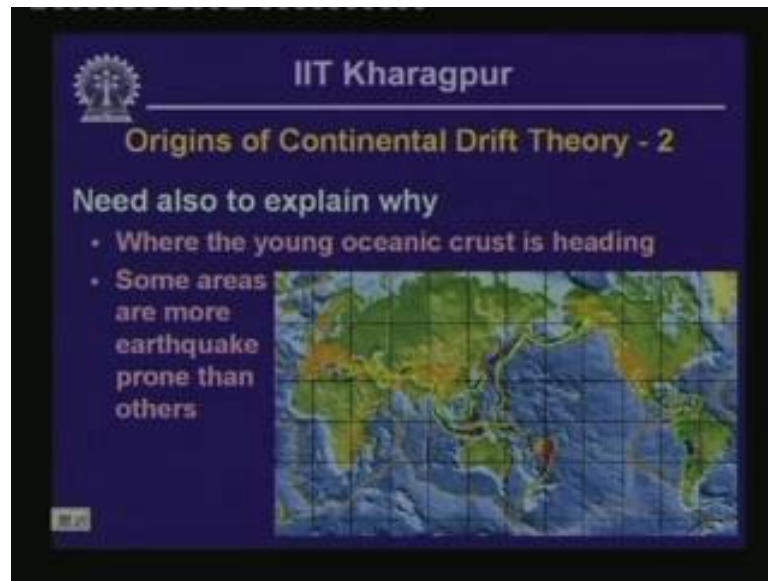 IIT Kharagpur
Origins of Continental Drift Theory - 2
Need also to explain why
• Where the young oceanic crust is heading
• Some areas
are more
earthquake
prone than
others